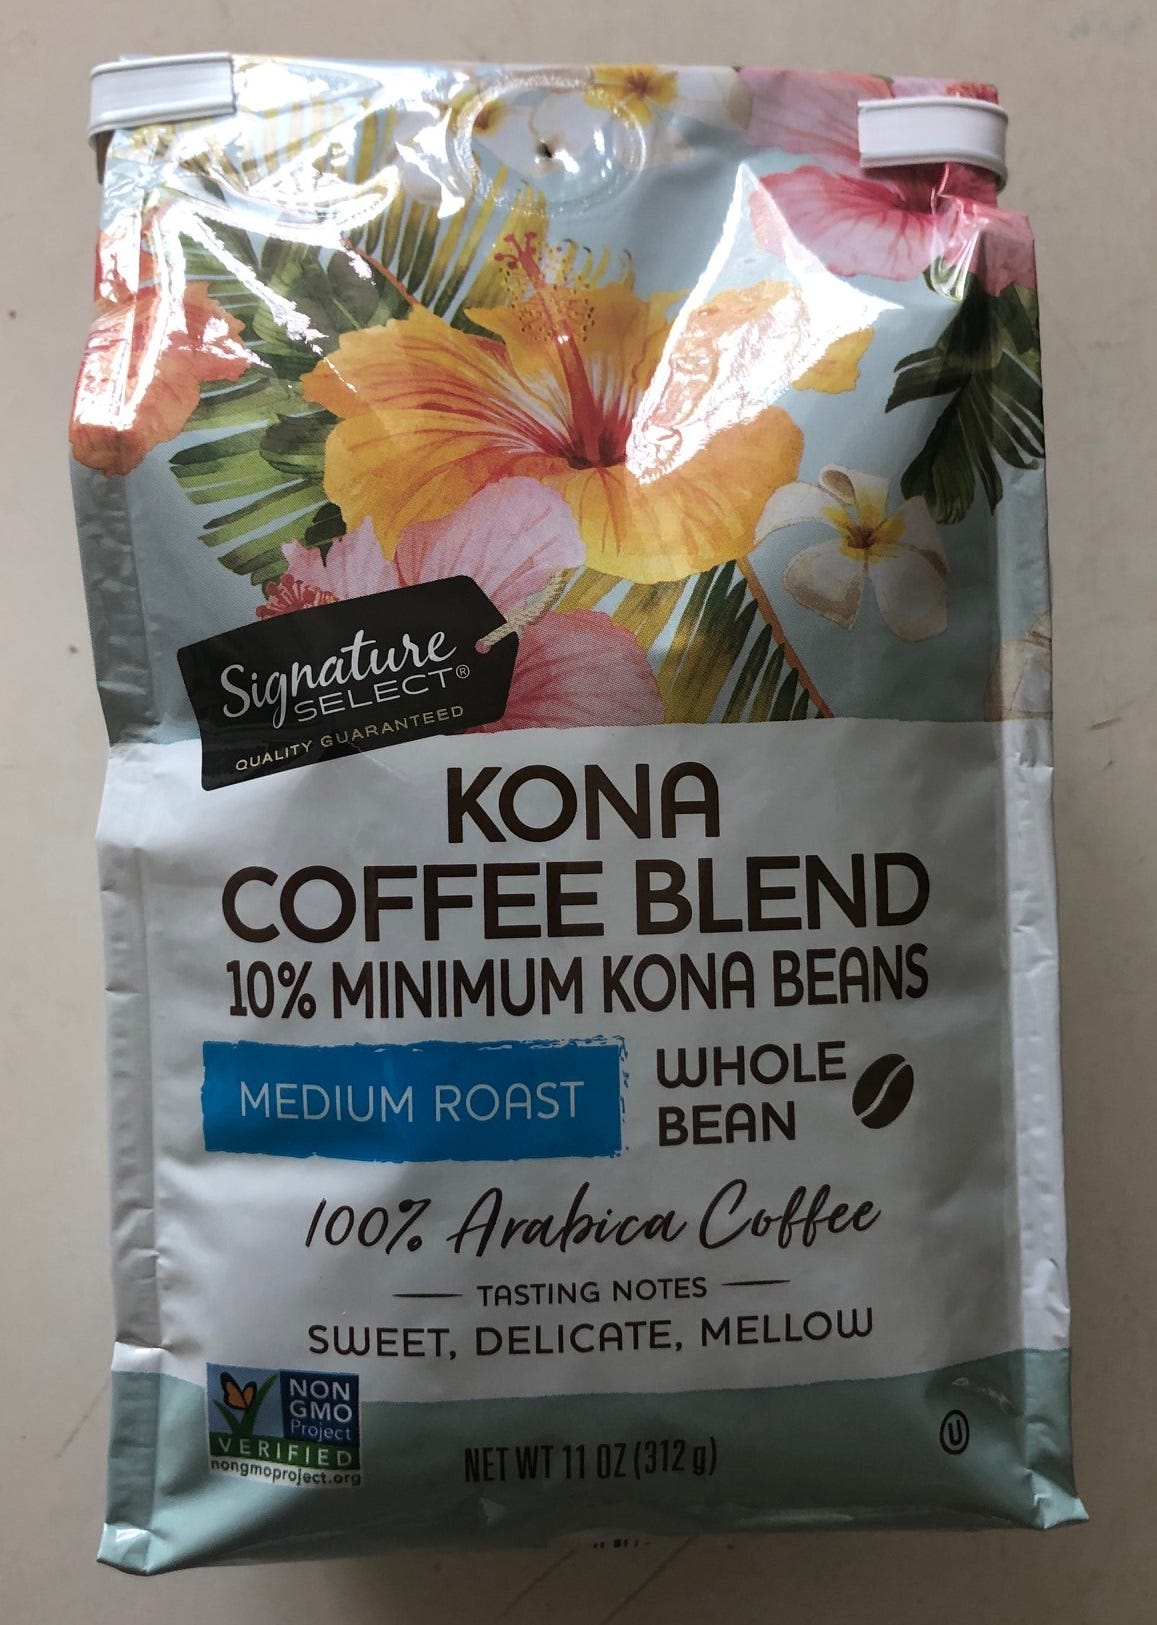 Signature
SELECT®
QUALITY GUARANTEED
KONA
COFFEE BLEND
10% MINIMUM KONA BEANS
MEDIUM ROAST
WHOLE
BEAN
100% Arabica Coffee
TASTING NOTES
SWEET, DELICATE, MELLOW
NON
GMO
Project
VERIFIED
nongmoproject.org
NET WT 11 OZ (312 g)
U